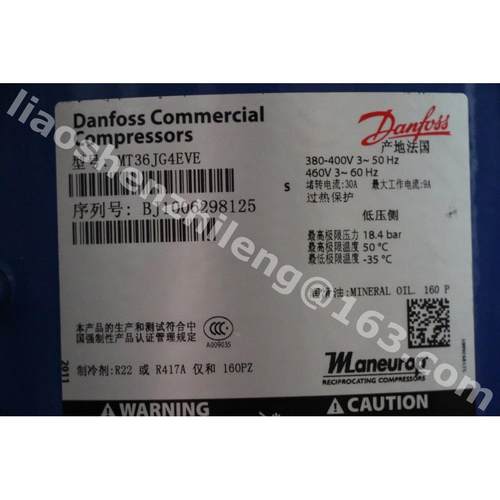 Danfoss Commercial
Compressors
型号: MT36JG4EVE
序列号: BJ1006298125
Danfoss
产地法国
380-400V 3~ 50 Hz
460V 3~ 60 Hz
S
堵转电流:30A 最大工作电流:9A
过热保护
低压侧
最高极限压力 18.4 bar
最高极限温度 50 °C
最低极限温度 -35 °C
润滑油:MINERAL OIL. 160 P
本产品的生产和测试符合中
国强制性产品认证管理规定
CCC
A009035
Maneurop
RECIPROCATING COMPRESSORS
制冷剂:R22 或 R417A 仅和 160PZ
2911
WARNING
CAUTION
liaoshenzhileng@163.com